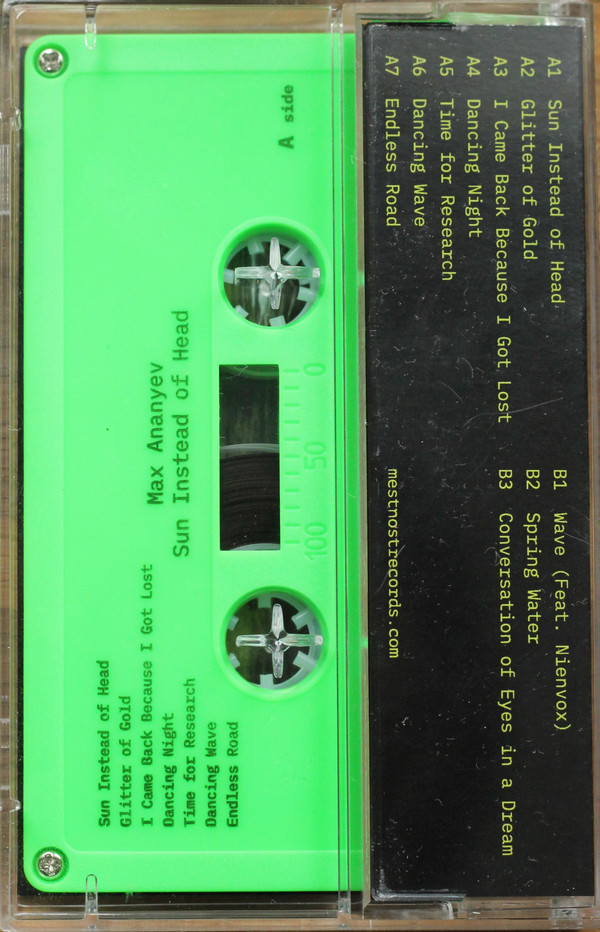 A side
Max Ananyev
Sun Instead of Head
0
50
100
Sun Instead of Head
Glitter of Gold
I Came Back Because I Got Lost
Dancing Night
Time for Research
Dancing Wave
Endless Road
A1 Sun Instead of Head
A2 Glitter of Gold
A3 I Came Back Because I Got Lost
A4 Dancing Night
A5 Time for Research
A6 Dancing Wave
A7 Endless Road
B1 Wave (Feat. Nienvox)
B2 Spring Water
B3 Conversation of Eyes in a Dream
mestnostrecords.com